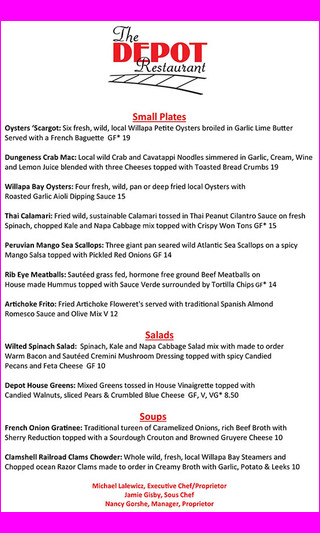 The
DEPOT
Restaurant
Small Plates
Oysters ‘Scargot: Six fresh, wild, local Willapa Petite Oysters broiled in Garlic Lime Butter
Served with a French Baguette  GF* 19
Dungeness Crab Mac: Local wild Crab and Cavatappi Noodles simmered in Garlic, Cream, Wine
and Lemon Juice blended with three Cheeses topped with Toasted Bread Crumbs 19
Willapa Bay Oysters: Four fresh, wild, pan or deep fried local Oysters with
Roasted Garlic Aioli Dipping Sauce 15
Thai Calamari: Fried wild, sustainable Calamari tossed in Thai Peanut Cilantro Sauce on fresh
Spinach, chopped Kale and Napa Cabbage mix topped with Crispy Won Tons GF* 15
Peruvian Mango Sea Scallops: Three giant pan seared wild Atlantic Sea Scallops on a spicy
Mango Salsa topped with Pickled Red Onions GF 14
Rib Eye Meatballs: Sautéed grass fed, hormone free ground Beef Meatballs on
House made Hummus topped with Sauce Verde surrounded by Tortilla Chips GF* 14
Artichoke Frito: Fried Artichoke Floweret's served with traditional Spanish Almond
Romesco Sauce and Olive Mix V 12
Salads
Wilted Spinach Salad:  Spinach, Kale and Napa Cabbage Salad mix with made to order
Warm Bacon and Sautéed Cremini Mushroom Dressing topped with spicy Candied
Pecans and Feta Cheese  GF 10
Depot House Greens: Mixed Greens tossed in House Vinaigrette topped with
Candied Walnuts, sliced Pears & Crumbled Blue Cheese  GF, V, VG* 8.50
Soups
French Onion Gratinee: Traditional tureen of Caramelized Onions, rich Beef Broth with
Sherry Reduction topped with a Sourdough Crouton and Browned Gruyere Cheese 10
Clamshell Railroad Clams Chowder: Whole wild, fresh, local Willapa Bay Steamers and
Chopped ocean Razor Clams made to order in Creamy Broth with Garlic, Potato & Leeks 10
Michael Lalewicz, Executive Chef/Proprietor
Jamie Gisby, Sous Chef
Nancy Gorshe, Manager, Proprietor